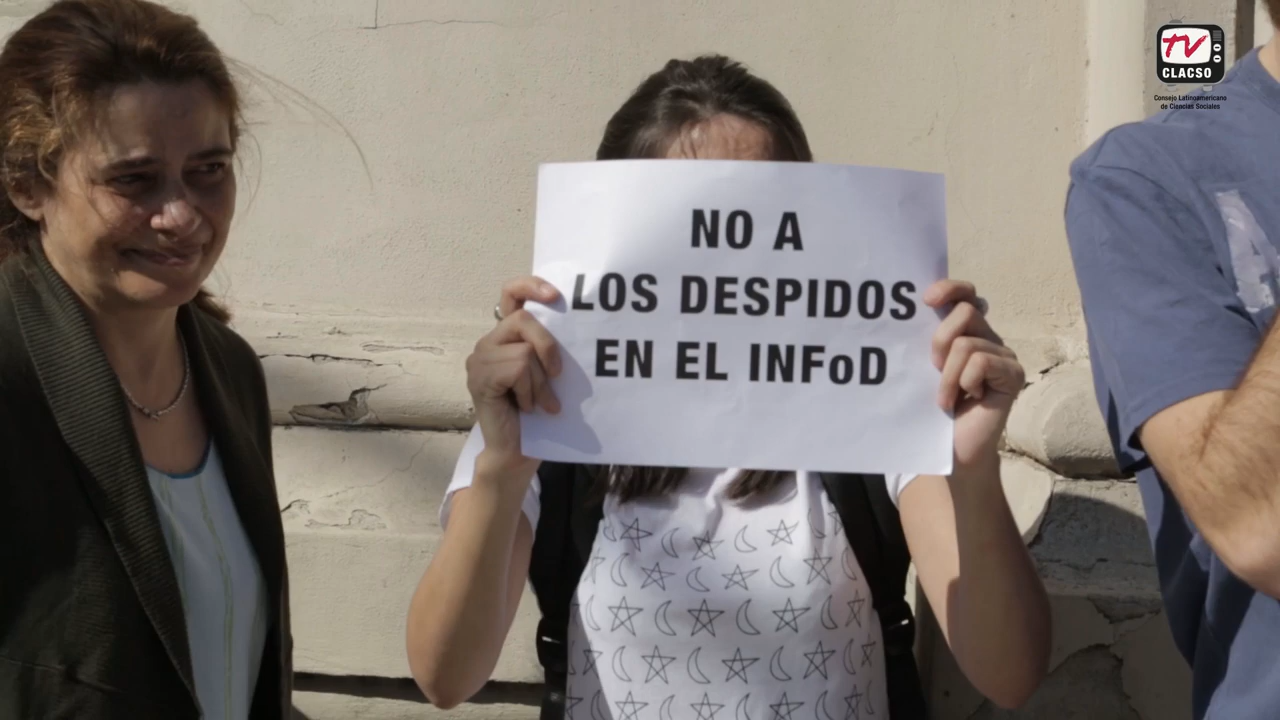 TV
CLACSO
Consejo Latinoamericano
de Ciencias Sociales
NO A
LOS DESPIDOS
EN EL INFoD